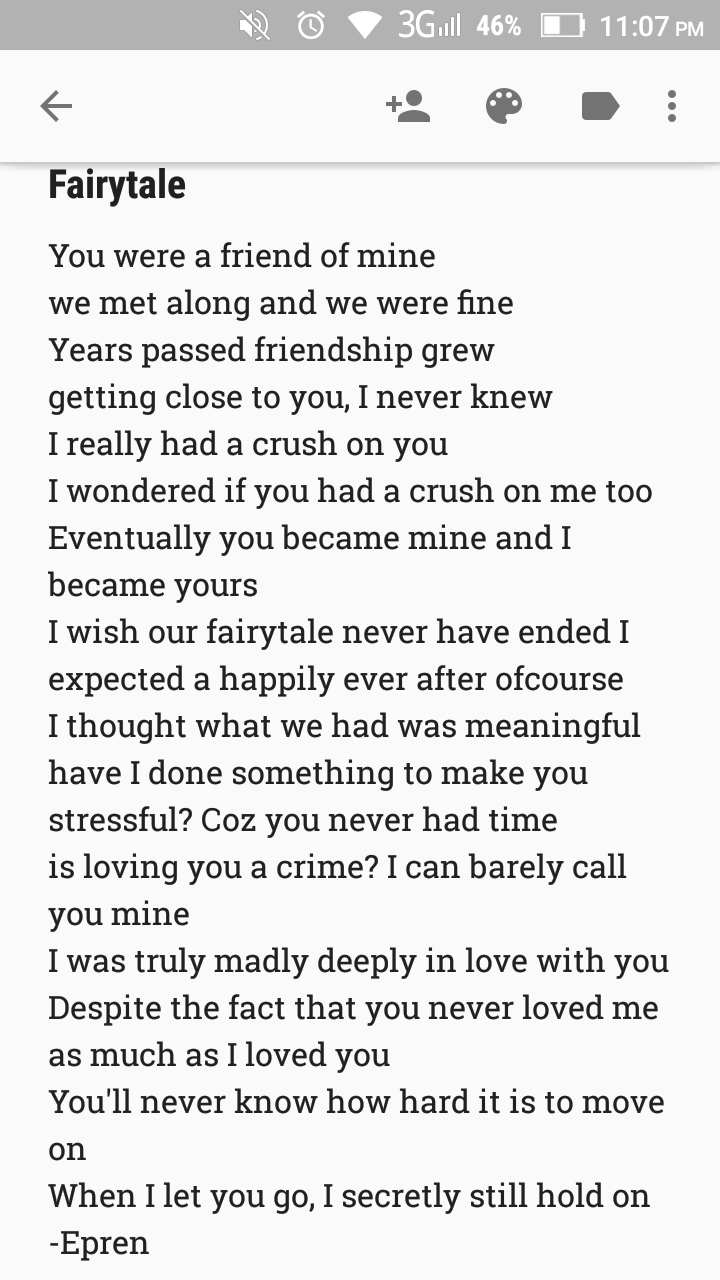 3G 46% 11:07 PM
Fairytale
You were a friend of mine
we met along and we were fine
Years passed friendship grew
getting close to you, I never knew
I really had a crush on you
I wondered if you had a crush on me too
Eventually you became mine and I
became yours
I wish our fairytale never have ended I
expected a happily ever after ofcourse
I thought what we had was meaningful
have I done something to make you
stressful? Coz you never had time
is loving you a crime? I can barely call
you mine
I was truly madly deeply in love with you
Despite the fact that you never loved me
as much as I loved you
You'll never know how hard it is to move
on
When I let you go, I secretly still hold on
-Epren